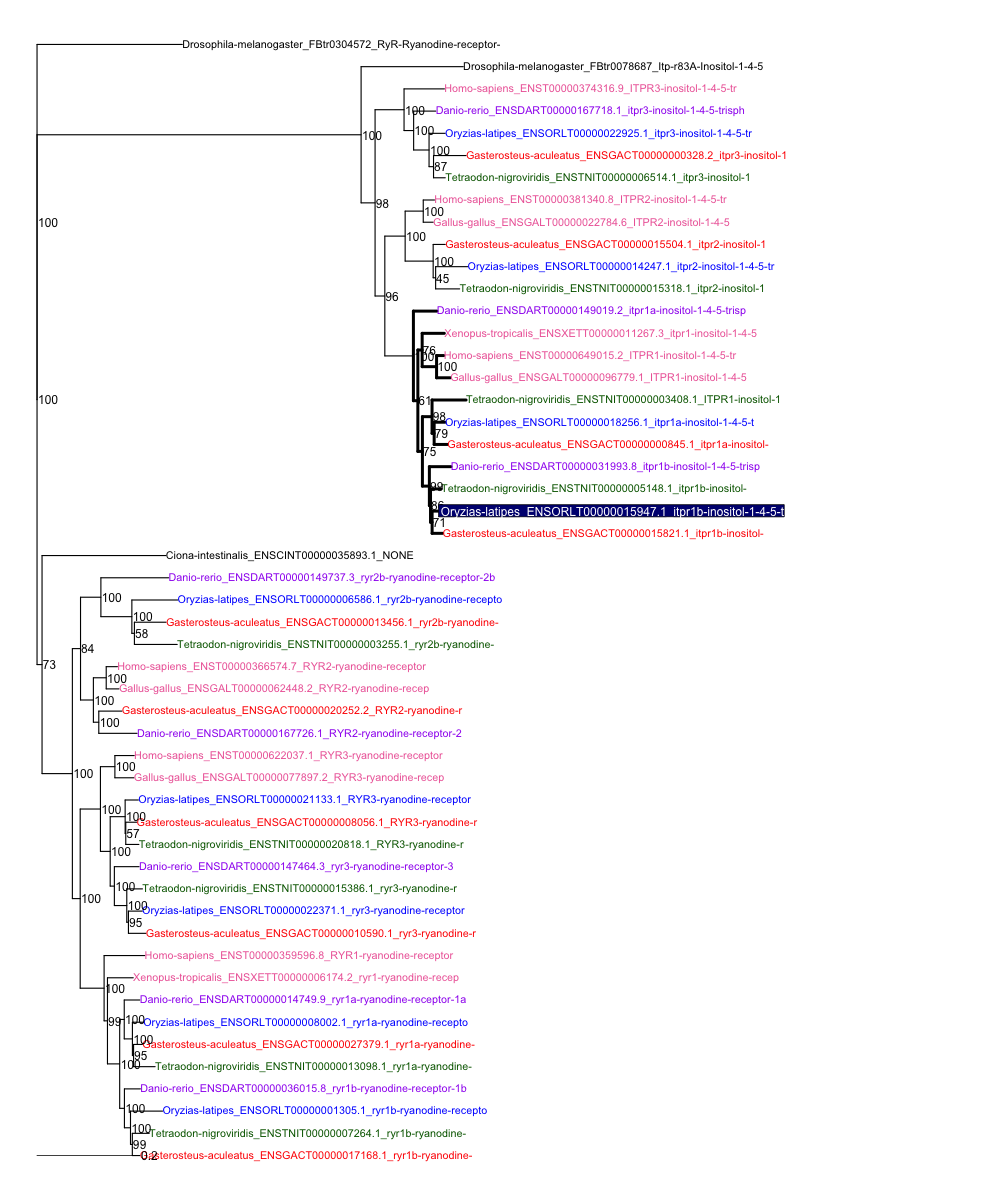 Drosophila-melanogaster_FBtr0304572_RyR-Ryanodine-receptor-
Drosophila-melanogaster_FBtr0078687_Itp-r83A-Inositol-1-4-5
Homo-sapiens_ENST00000374316.9_ITPR3-inositol-1-4-5-tr
100 Danio-rerio_ENSDART00000167718.1_itpr3-inositol-1-4-5-trisph
100 Oryzias-latipes_ENSORLT00000022925.1_itpr3-inositol-1-4-5-tr
100
100 Gasterosteus-aculeatus_ENSGACT00000000328.2_itpr3-inositol-1
87
Tetraodon-nigroviridis_ENSTNIT00000006514.1_itpr3-inositol-1
98 Homo-sapiens_ENST00000381340.8_ITPR2-inositol-1-4-5-tr
100
100 Gallus-gallus_ENSGALT00000022784.6_ITPR2-inositol-1-4-5
100
Gasterosteus-aculeatus_ENSGACT00000015504.1_itpr2-inositol-1
100 Oryzias-latipes_ENSORLT00000014247.1_itpr2-inositol-1-4-5-tr
45
Tetraodon-nigroviridis_ENSTNIT00000015318.1_itpr2-inositol-1
96
Danio-rerio_ENSDART00000149019.2_itpr1a-inositol-1-4-5-trisp
Xenopus-tropicalis_ENSXETT00000011267.3_itpr1-inositol-1-4-5
76
100 Homo-sapiens_ENST00000649015.2_ITPR1-inositol-1-4-5-tr
100
Gallus-gallus_ENSGALT00000096779.1_ITPR1-inositol-1-4-5
100 61 Tetraodon-nigroviridis_ENSTNIT00000003408.1_ITPR1-inositol-1
98 Oryzias-latipes_ENSORLT00000018256.1_itpr1a-inositol-1-4-5-t
79
Gasterosteus-aculeatus_ENSGACT00000000845.1_itpr1a-inositol-
75
Danio-rerio_ENSDART00000031993.8_itpr1b-inositol-1-4-5-trisp
99 Tetraodon-nigroviridis_ENSTNIT00000005148.1_itpr1b-inositol-
86 Oryzias-latipes_ENSORLT00000015947.1_itpr1b-inositol-1-4-5-t
71
Gasterosteus-aculeatus_ENSGACT00000015821.1_itpr1b-inositol-
Ciona-intestinalis_ENSCINT00000035893.1_NONE
Danio-rerio_ENSDART00000149737.3_ryr2b-ryanodine-receptor-2b
100 Oryzias-latipes_ENSORLT00000006586.1_ryr2b-ryanodine-recepto
100 Gasterosteus-aculeatus_ENSGACT00000013456.1_ryr2b-ryanodine-
58
84 Tetraodon-nigroviridis_ENSTNIT00000003255.1_ryr2b-ryanodine-
73 Homo-sapiens_ENST00000366574.7_RYR2-ryanodine-receptor
100
Gallus-gallus_ENSGALT00000062448.2_RYR2-ryanodine-recep
100
Gasterosteus-aculeatus_ENSGACT00000020252.2_RYR2-ryanodine-r
100
Danio-rerio_ENSDART00000167726.1_RYR2-ryanodine-receptor-2
Homo-sapiens_ENST00000622037.1_RYR3-ryanodine-receptor
100
100 Gallus-gallus_ENSGALT00000077897.2_RYR3-ryanodine-recep
Oryzias-latipes_ENSORLT00000021133.1_RYR3-ryanodine-receptor
100
100 Gasterosteus-aculeatus_ENSGACT00000008056.1_RYR3-ryanodine-r
57
Tetraodon-nigroviridis_ENSTNIT00000020818.1_RYR3-ryanodine-r
100
Danio-rerio_ENSDART00000147464.3_ryr3-ryanodine-receptor-3
100 Tetraodon-nigroviridis_ENSTNIT00000015386.1_ryr3-ryanodine-r
100
100 Oryzias-latipes_ENSORLT00000022371.1_ryr3-ryanodine-receptor
95
Gasterosteus-aculeatus_ENSGACT00000010590.1_ryr3-ryanodine-r
Homo-sapiens_ENST00000359596.8_RYR1-ryanodine-receptor
Xenopus-tropicalis_ENSXETT00000006174.2_ryr1-ryanodine-recep
100
Danio-rerio_ENSDART00000014749.9_ryr1a-ryanodine-receptor-1a
99 100 Oryzias-latipes_ENSORLT00000008002.1_ryr1a-ryanodine-recepto
100
Gasterosteus-aculeatus_ENSGACT00000027379.1_ryr1a-ryanodine-
95
100 Tetraodon-nigroviridis_ENSTNIT00000013098.1_ryr1a-ryanodine-
Danio-rerio_ENSDART00000036015.8_ryr1b-ryanodine-receptor-1b
100 Oryzias-latipes_ENSORLT00000001305.1_ryr1b-ryanodine-recepto
100
Tetraodon-nigroviridis_ENSTNIT00000007264.1_ryr1b-ryanodine-
99
0.2 Gasterosteus-aculeatus_ENSGACT00000017168.1_ryr1b-ryanodine-